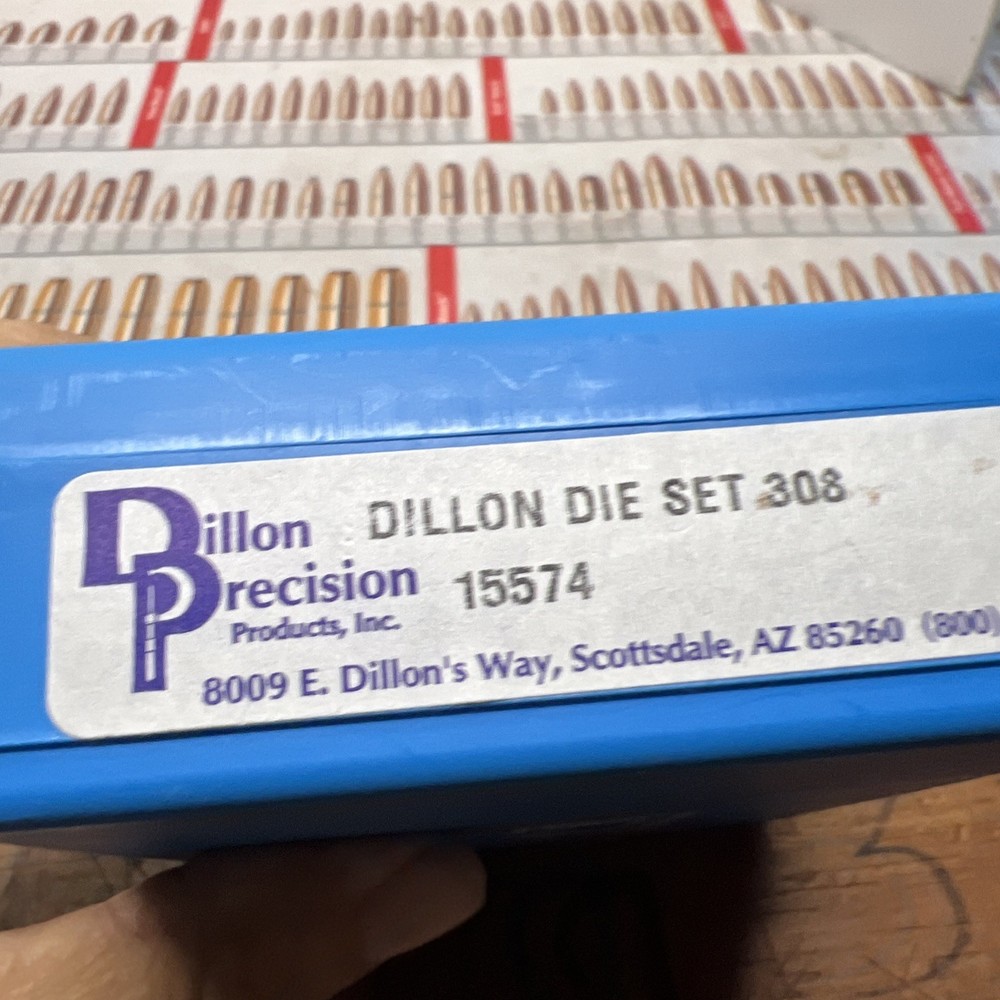 Dillon DILLON DIE SET 308
Precision 15574
Products, Inc.
8009 E. Dillon's Way, Scottsdale, AZ 85260 (800)